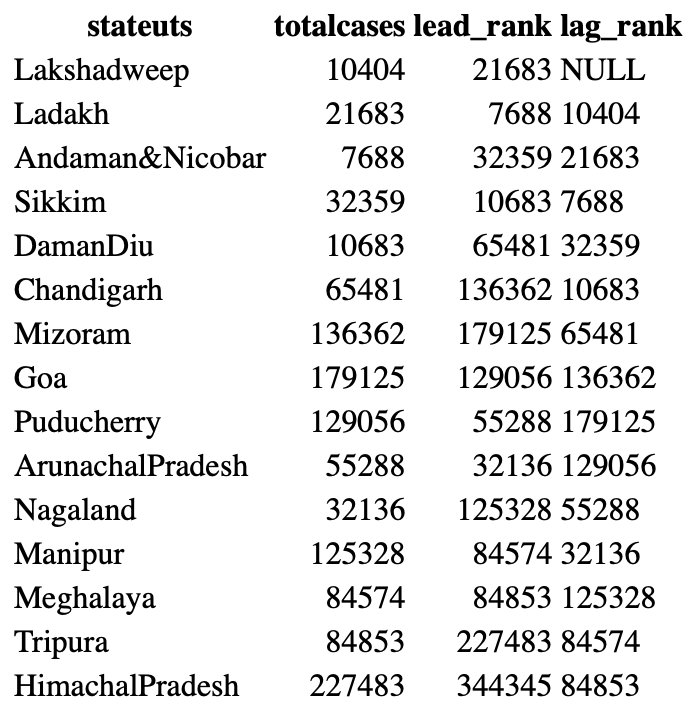 stateuts totalcases lead_rank lag_rank
Lakshadweep 10404 21683 NULL
Ladakh 21683 7688 10404
Andaman&Nicobar 7688 32359 21683
Sikkim 32359 10683 7688
DamanDiu 10683 65481 32359
Chandigarh 65481 136362 10683
Mizoram 136362 179125 65481
Goa 179125 129056 136362
Puducherry 129056 55288 179125
ArunachalPradesh 55288 32136 129056
Nagaland 32136 125328 55288
Manipur 125328 84574 32136
Meghalaya 84574 84853 125328
Tripura 84853 227483 84574
HimachalPradesh 227483 344345 84853